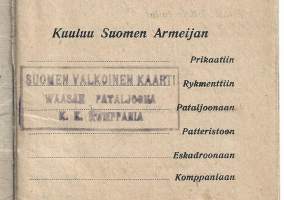 Kuuluu Suomen Armeijan
Prikaatiin
SUOMEN VALKOINEN KAARTI
Rykmenttiin
WAASAN PATALJOONA
Pataljoonaan
K. K. KOMPPANIA
Patteristoon
Eskadroonaan
Komppaniaan